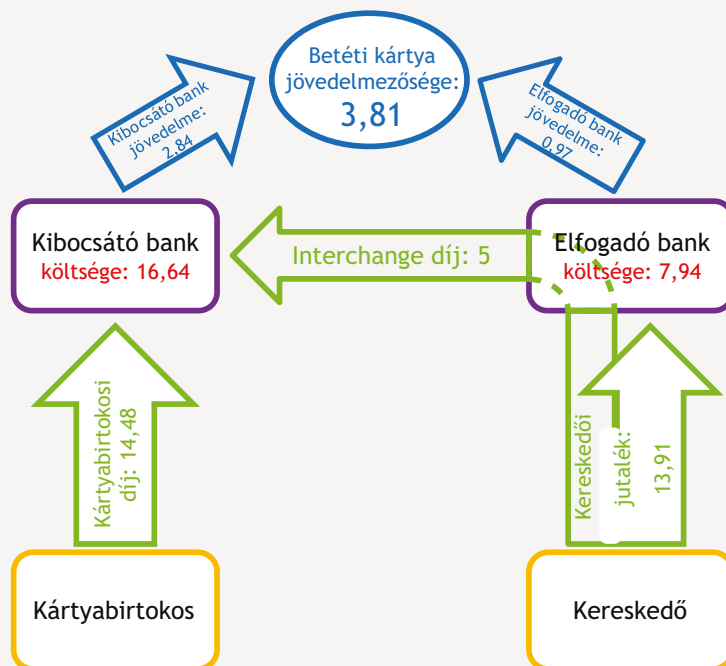 Betéti kártya
jövedelmezősége:
3,81
Kibocsátó bank
jövedelme:
2,84
Elfogadó bank
jövedelme:
0,97
Kibocsátó bank
költsége: 16,64
Interchange díj: 5
Elfogadó bank
költsége: 7,94
Kártyabirtokosi
díj: 14,48
Kereskedői
jutalék:
13,91
Kártyabirtokos
Kereskedő